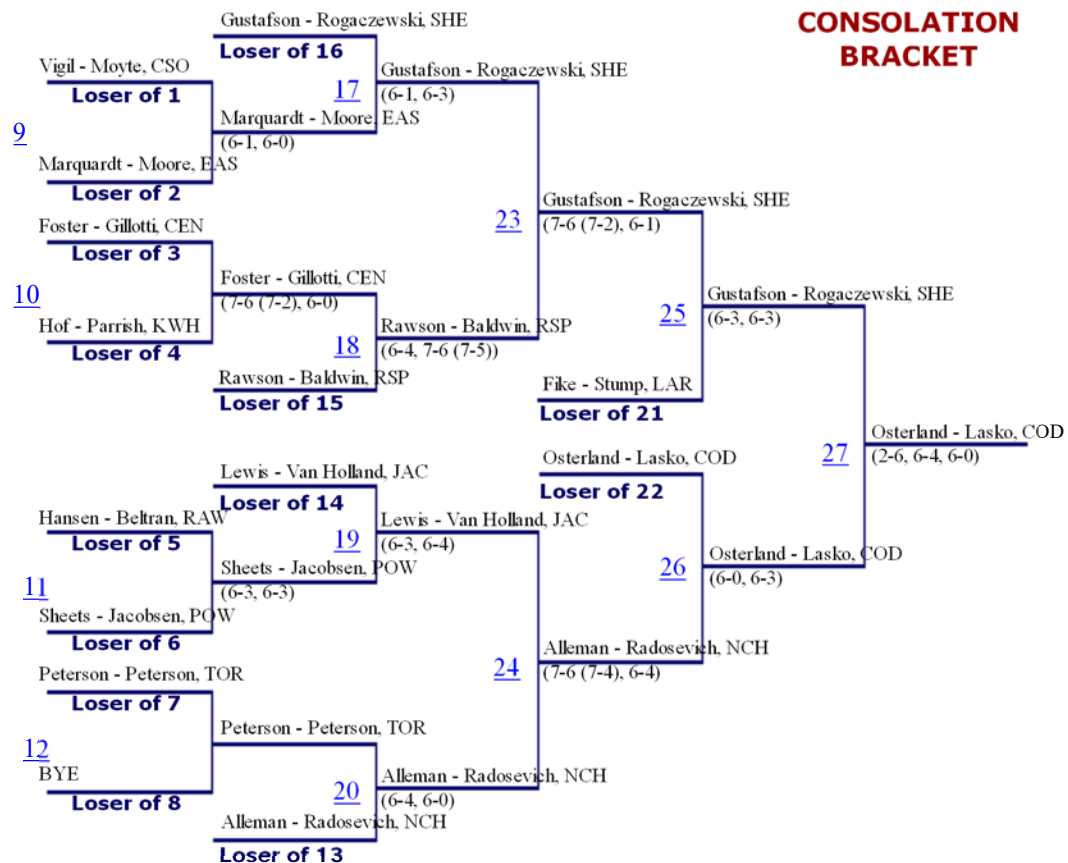 CONSOLATION
BRACKET
Gustafson - Rogaczewski, SHE
Loser of 16
Vigil - Moyte, CSO
Loser of 1
17
Gustafson - Rogaczewski, SHE
(6-1, 6-3)
9
Marquardt - Moore, EAS
(6-1, 6-0)
Marquardt - Moore, EAS
Loser of 2
23
Gustafson - Rogaczewski, SHE
(7-6 (7-2), 6-1)
Foster - Gillotti, CEN
Loser of 3
10
Foster - Gillotti, CEN
(7-6 (7-2), 6-0)
25
Gustafson - Rogaczewski, SHE
(6-3, 6-3)
Hof - Parrish, KWH
Loser of 4
18
Rawson - Baldwin, RSP
(6-4, 7-6 (7-5))
Rawson - Baldwin, RSP
Loser of 15
Fike - Stump, LAR
Loser of 21
27
Osterland - Lasko, COD
(2-6, 6-4, 6-0)
Lewis - Van Holland, JAC
Loser of 14
Osterland - Lasko, COD
Loser of 22
Hansen - Beltran, RAW
Loser of 5
19
Lewis - Van Holland, JAC
(6-3, 6-4)
11
Sheets - Jacobsen, POW
(6-3, 6-3)
26
Osterland - Lasko, COD
(6-0, 6-3)
Sheets - Jacobsen, POW
Loser of 6
24
Alleman - Radosevich, NCH
(7-6 (7-4), 6-4)
Peterson - Peterson, TOR
Loser of 7
12
Peterson - Peterson, TOR
BYE
Loser of 8
20
Alleman - Radosevich, NCH
(6-4, 6-0)
Alleman - Radosevich, NCH
Loser of 13